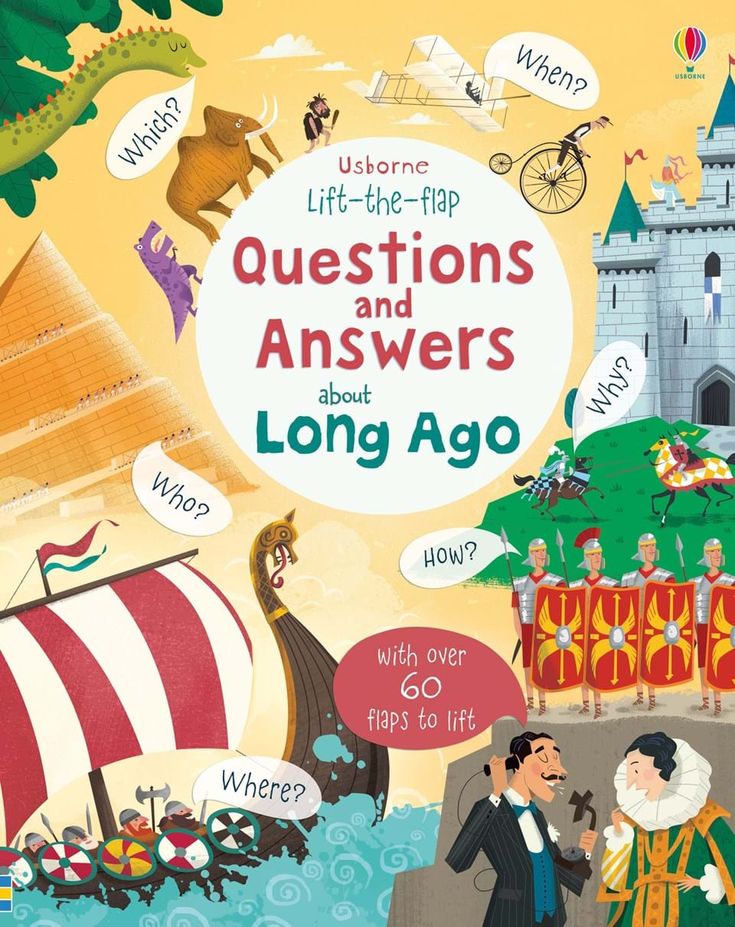 USBORNE
When?
Which?
Usborne
Lift-the-flap
Questions
and
Answers
about
Long Ago
Why?
Who?
HOW?
With over
60
flaps to lift
Where?